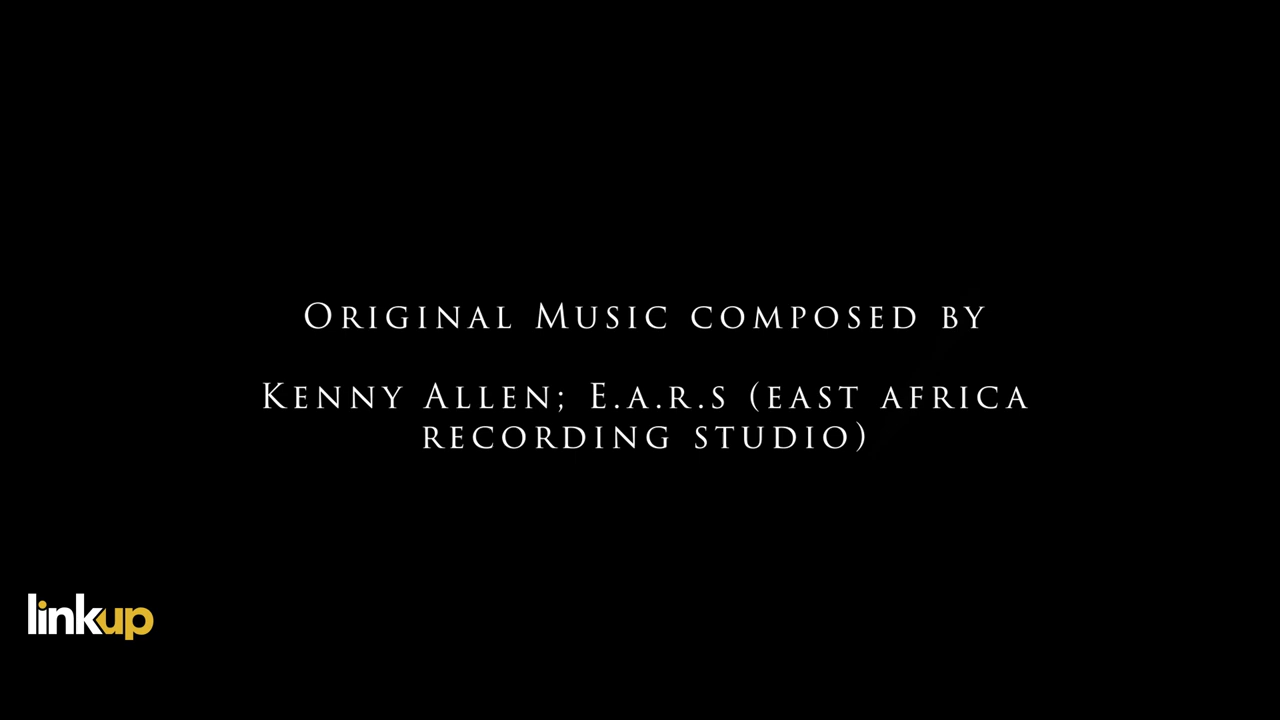 Original Music composed by
Kenny Allen; E.a.r.s (east africa
recording studio)
linkup